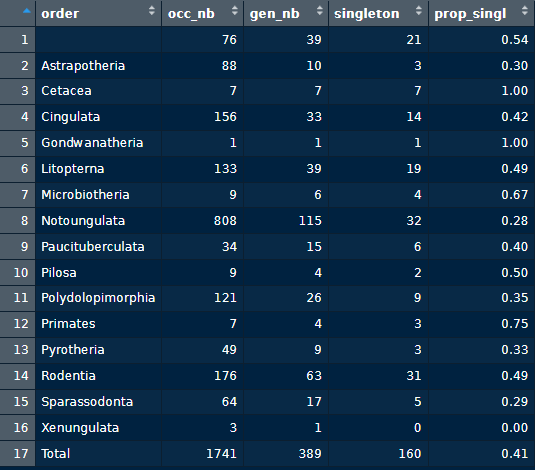 order occ_nb gen_nb singleton prop_singl
1 76 39 21 0.54
2 Astrapotheria 88 10 3 0.30
3 Cetacea 7 7 7 1.00
4 Cingulata 156 33 14 0.42
5 Gondwanatheria 1 1 1 1.00
6 Litopterna 133 39 19 0.49
7 Microbiotheria 9 6 4 0.67
8 Notoungulata 808 115 32 0.28
9 Paucituberculata 34 15 6 0.40
10 Pilosa 9 4 2 0.50
11 Polydolopimorphia 121 26 9 0.35
12 Primates 7 4 3 0.75
13 Pyrotheria 49 9 3 0.33
14 Rodentia 176 63 31 0.49
15 Sparassodonta 64 17 5 0.29
16 Xenungulata 3 1 0 0.00
17 Total 1741 389 160 0.41